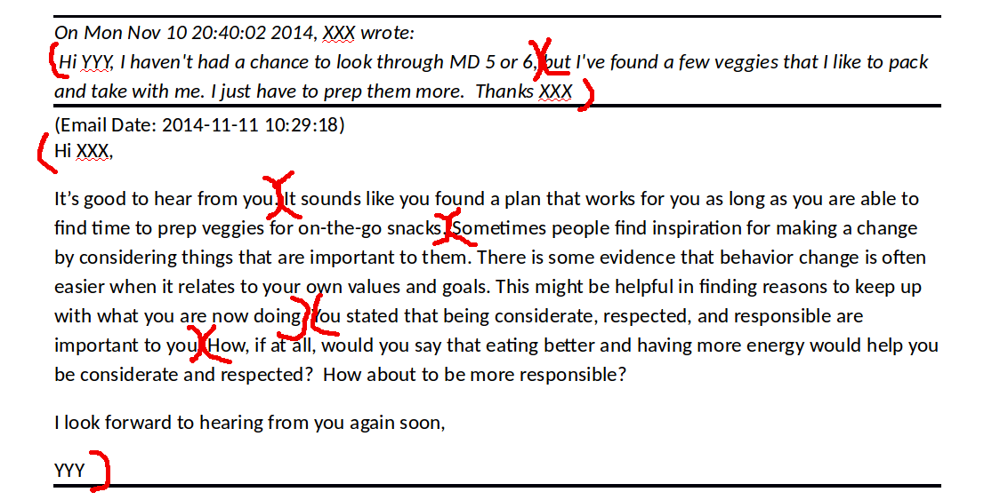 On Mon Nov 10 20:40:02 2014, XXX wrote:
Hi YYY, I haven't had a chance to look through MD 5 or 6, but I've found a few veggies that I like to pack
and take with me. I just have to prep them more.  Thanks XXX
(Email Date: 2014-11-11 10:29:18)
Hi XXX,
It’s good to hear from you. It sounds like you found a plan that works for you as long as you are able to
find time to prep veggies for on-the-go snacks. Sometimes people find inspiration for making a change
by considering things that are important to them. There is some evidence that behavior change is often
easier when it relates to your own values and goals. This might be helpful in finding reasons to keep up
with what you are now doing. You stated that being considerate, respected, and responsible are
important to you. How, if at all, would you say that eating better and having more energy would help you
be considerate and respected?  How about to be more responsible?
I look forward to hearing from you again soon,
YYY